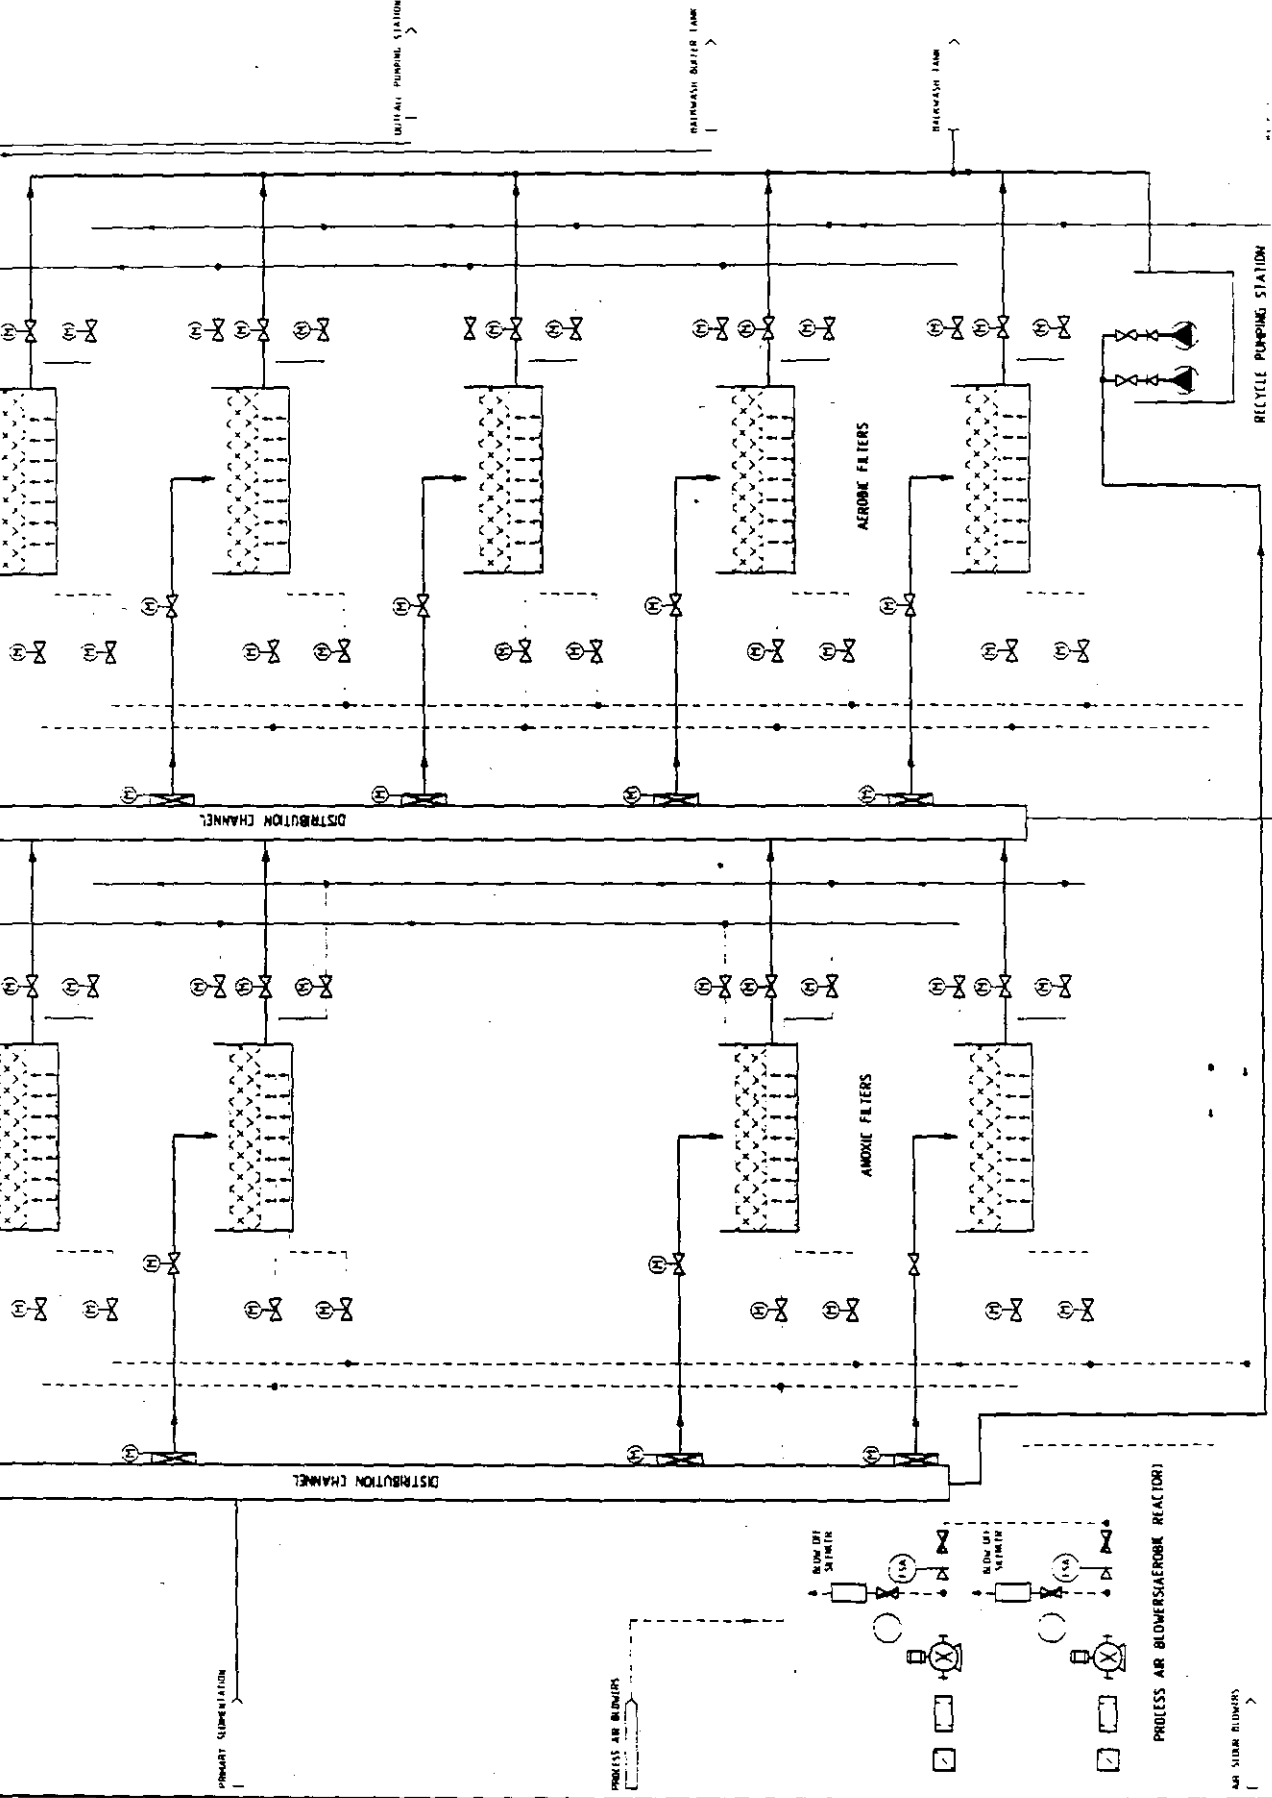 OUTFALL PUMPING STATION
BACKWASH BUFFER TANK
BACKWASH TANK
RECYCLE PUMPING STATION
AEROBIC FILTERS
DISTRIBUTION CHANNEL
ANOXIC FILTERS
DISTRIBUTION CHANNEL
BLOW OFF
SILENCER
BLOW OFF
SILENCER
FSA
FSA
PROCESS AIR BLOWERS(AEROBIC REACTOR)
PRIMARY SEDIMENTATION
PROCESS AIR BLOWERS
AIR SCOUR BLOWERS